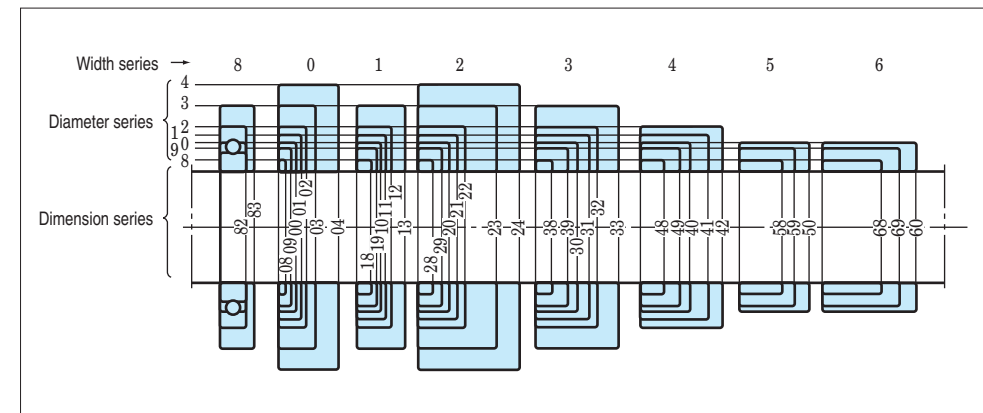 Width series → 8 0 1 2 3 4 5 6
4
3
Diameter series
2
1
0
9
8
Dimension series
82 83
08 09 00 01 02 03 04
18 19 10 11 12 13
28 29 20 21 22 23 24
38 39 30 31 32 33
48 49 40 41 42
58 59 50
68 69 60